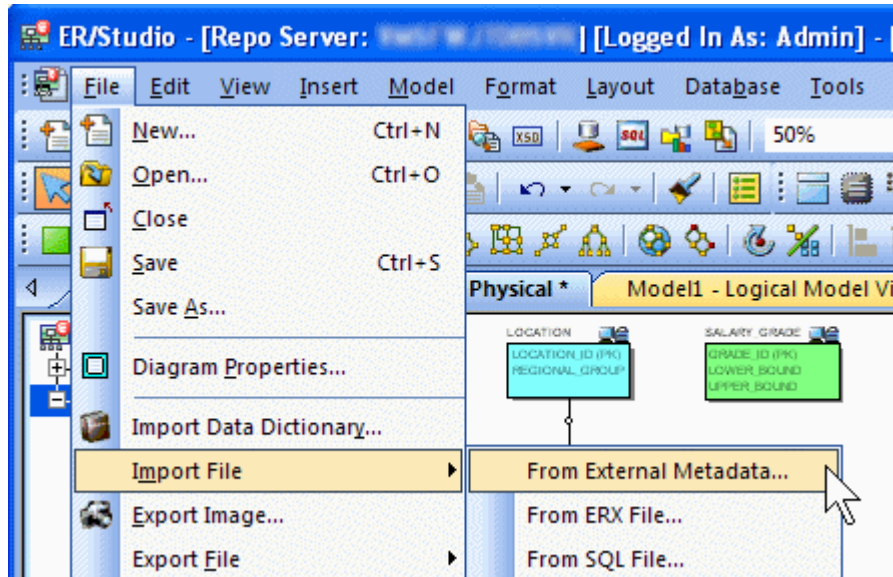 ER/Studio - [Repo Server: ] [Logged In As: Admin] - [
File Edit View Insert Model Format Layout Database Tools
New... Ctrl+N
XSD SQL 50%
Open... Ctrl+O
Close
Save Ctrl+S
Physical * Model1 - Logical Model Vi
Save As...
LOCATION
LOCATION_ID (PK)
REGIONAL_GROUP
SALARY GRADE
GRADE_ID (PK)
LOWER_BOUND
UPPER_BOUND
Diagram Properties...
Import Data Dictionary...
Import File
From External Metadata...
Export Image...
From ERX File...
Export File
From SQL File...